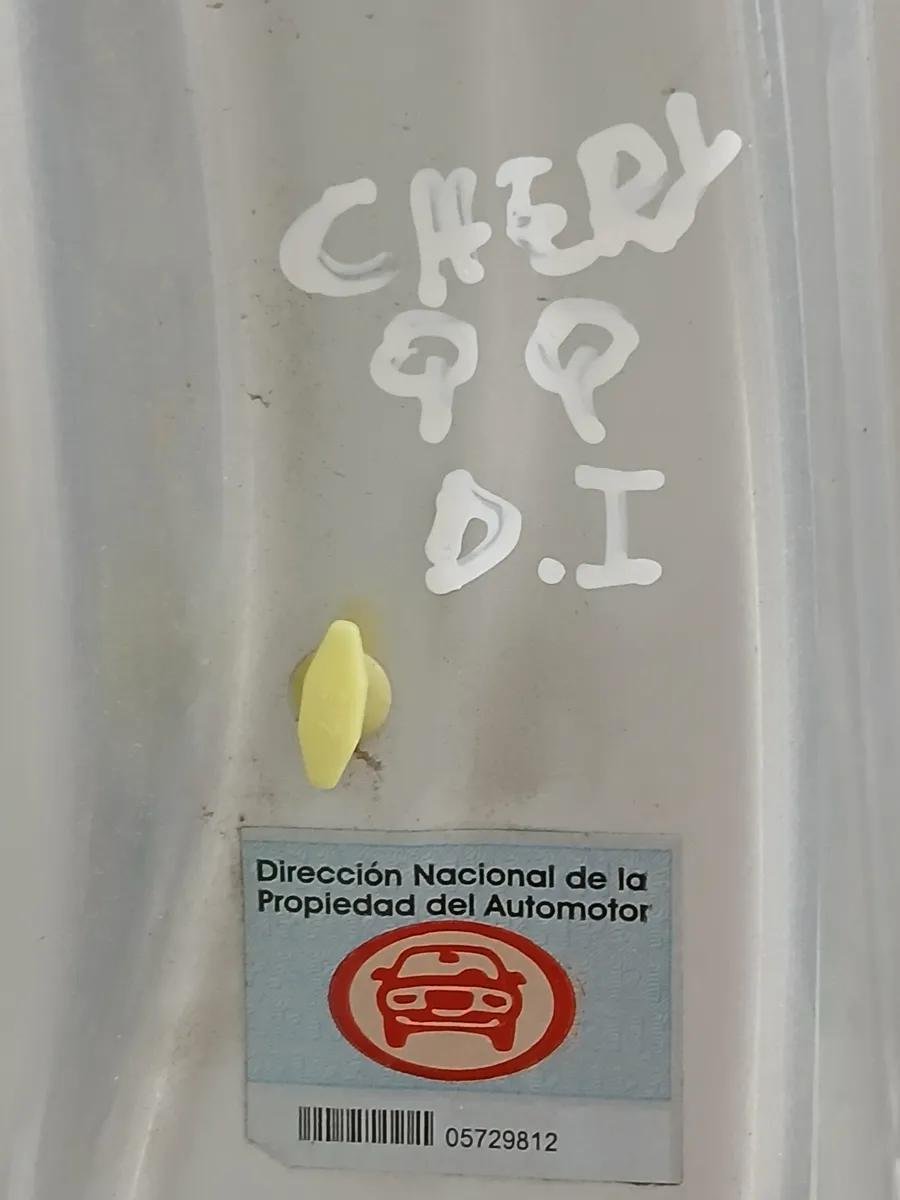 CHERY
QQ
D.I
Dirección Nacional de la
Propiedad del Automotor
05729812